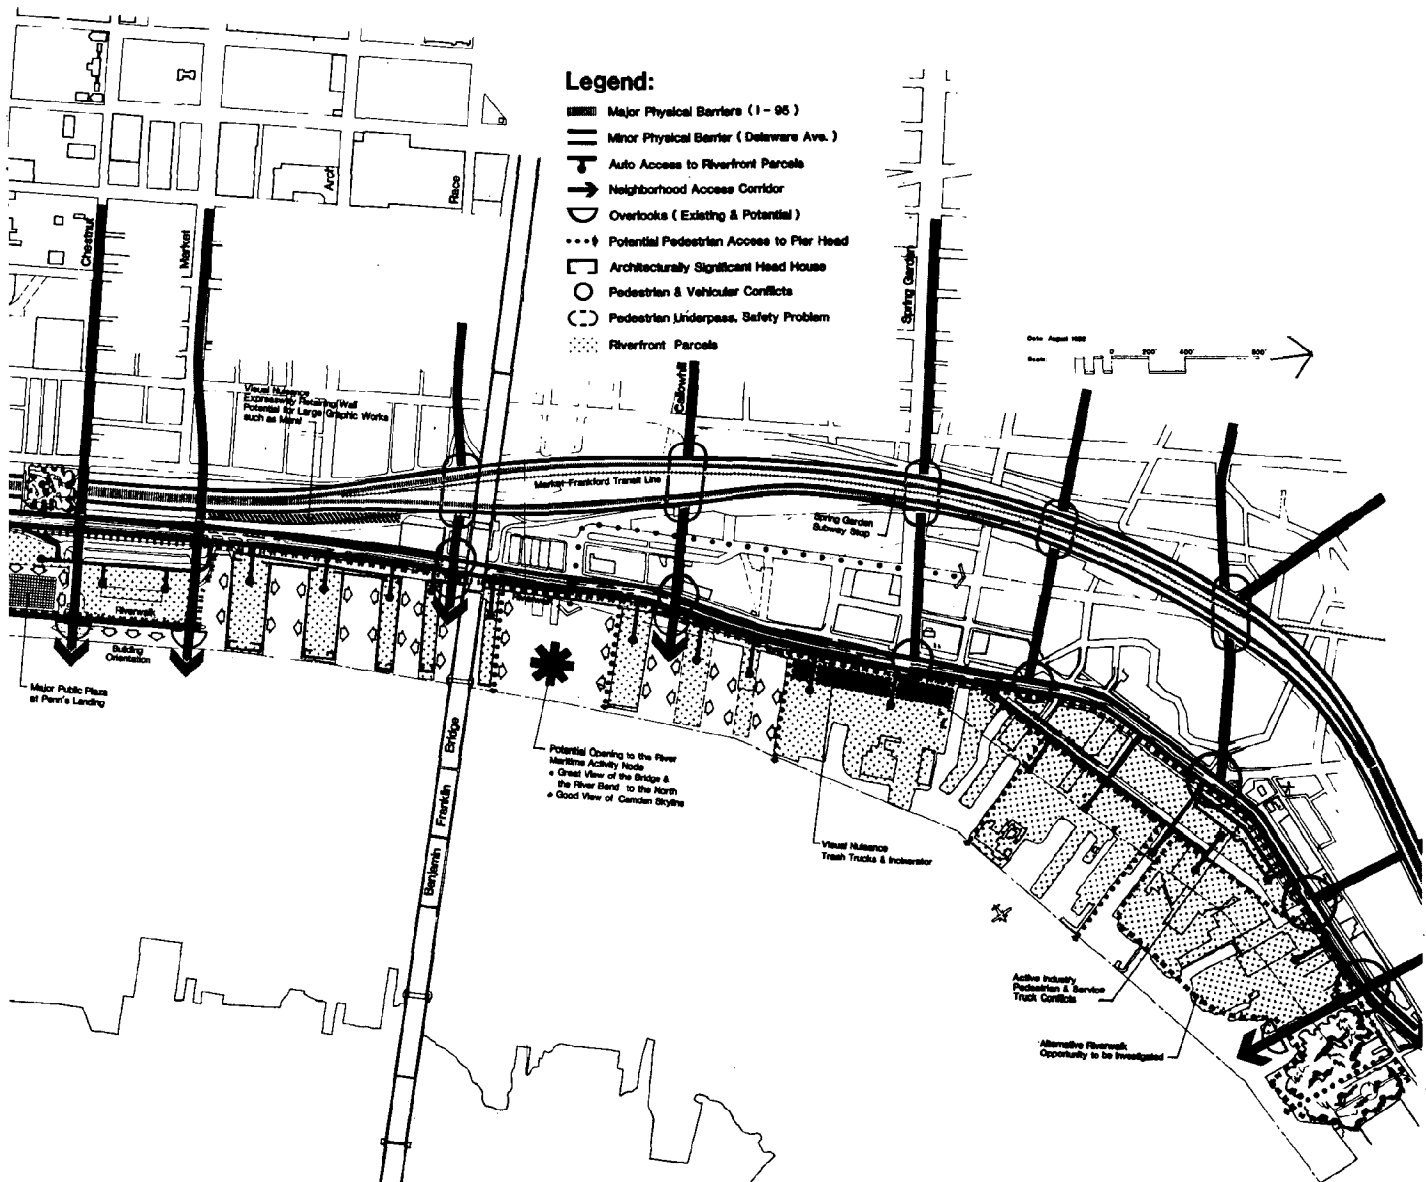 Legend:
Major Physical Barriers ( I - 95 )
Minor Physical Barrier ( Delaware Ave. )
Auto Access to Riverfront Parcels
Neighborhood Access Corridor
Overlooks ( Existing & Potential )
Potential Pedestrian Access to Pier Head
Architecturally Significant Head House
Pedestrian & Vehicular Conflicts
Pedestrian Underpass, Safety Problem
Riverfront Parcels
Chestnut
Market
Arch
Race
Callowhill
Spring Garden
Scale:
0 200' 400' 800'
Visual Nuisance
Expressway Retaining Wall
Potential for Large Graphic Works
such as Mural
Market-Frankford Transit Line
Spring Garden
Subway Stop
Riverwalk
Building
Orientation
Major Public Plaza
at Penn's Landing
Benjamin Franklin Bridge
Potential Opening to the River
Maritime Activity Node
• Great View of the Bridge &
the River Bend to the North
• Good View of Camden Skyline
Visual Nuisance
Trash Trucks & Incinerator
Active Industry
Pedestrian & Service
Truck Conflicts
Alternative Riverwalk
Opportunity to be Investigated